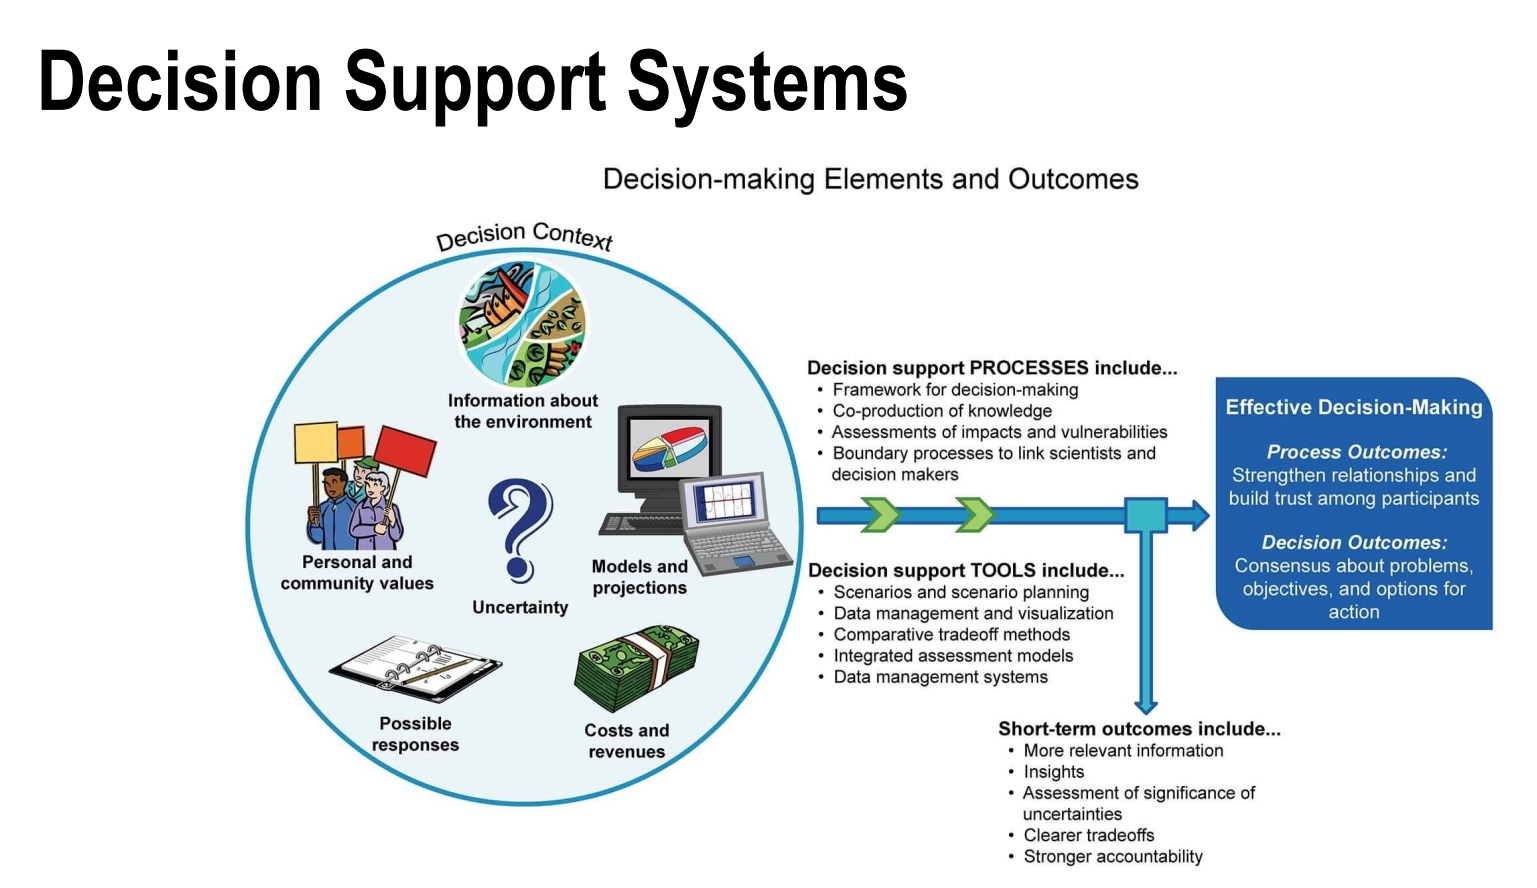 Decision Support Systems
Decision-making Elements and Outcomes
Decision Context
Information about
the environment
Personal and
community values
Uncertainty
Models and
projections
Possible
responses
Costs and
revenues
Decision support PROCESSES include...
• Framework for decision-making
• Co-production of knowledge
• Assessments of impacts and vulnerabilities
• Boundary processes to link scientists and
decision makers
Decision support TOOLS include...
• Scenarios and scenario planning
• Data management and visualization
• Comparative tradeoff methods
• Integrated assessment models
• Data management systems
Short-term outcomes include...
• More relevant information
• Insights
• Assessment of significance of
uncertainties
• Clearer tradeoffs
• Stronger accountability
Effective Decision-Making
Process Outcomes:
Strengthen relationships and
build trust among participants
Decision Outcomes:
Consensus about problems,
objectives, and options for
action